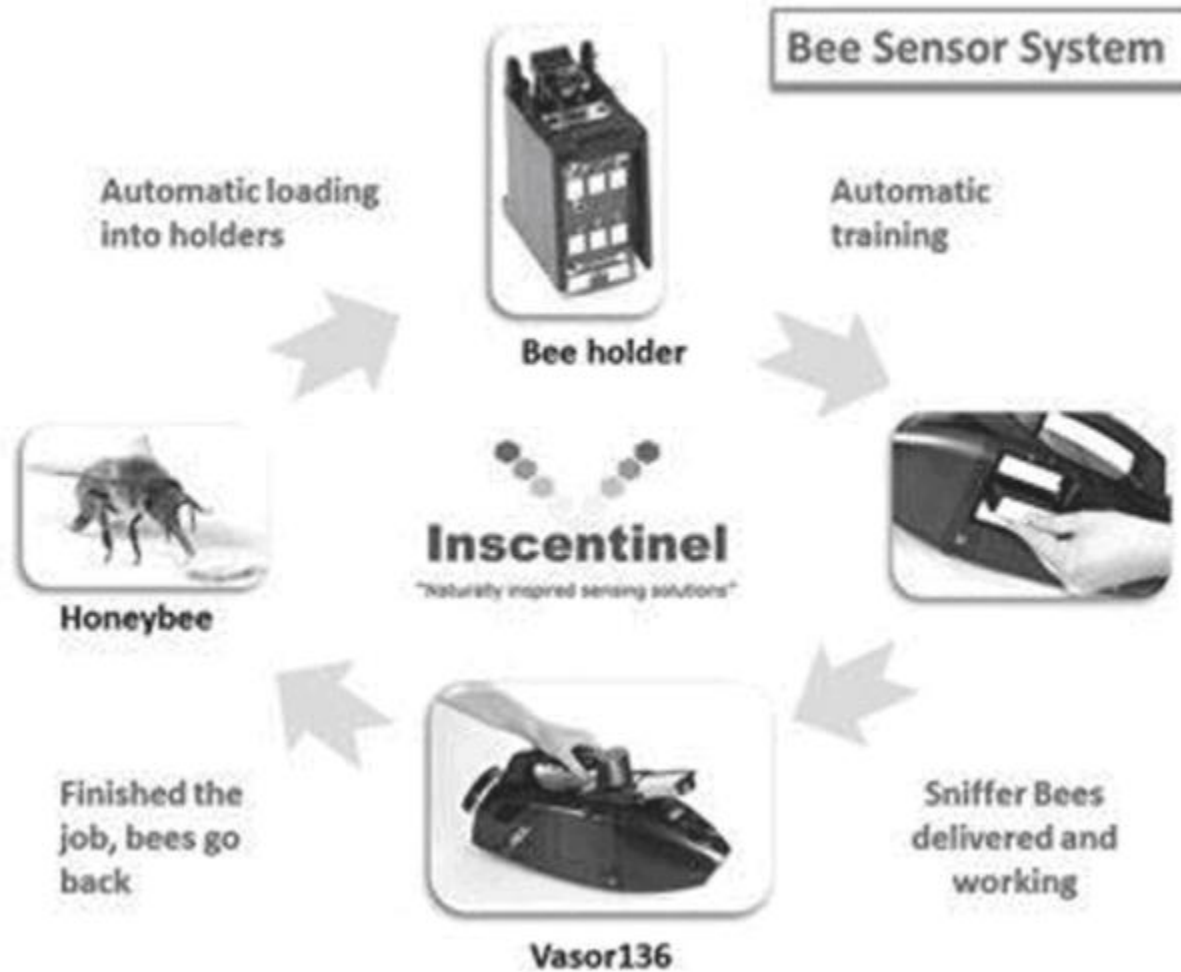 Bee Sensor System
Automatic loading
into holders
Automatic
training
Bee holder
Inscentinel
"Naturally inspired sensing solutions"
Honeybee
Finished the
job, bees go
back
Sniffer Bees
delivered and
working
Vasor136